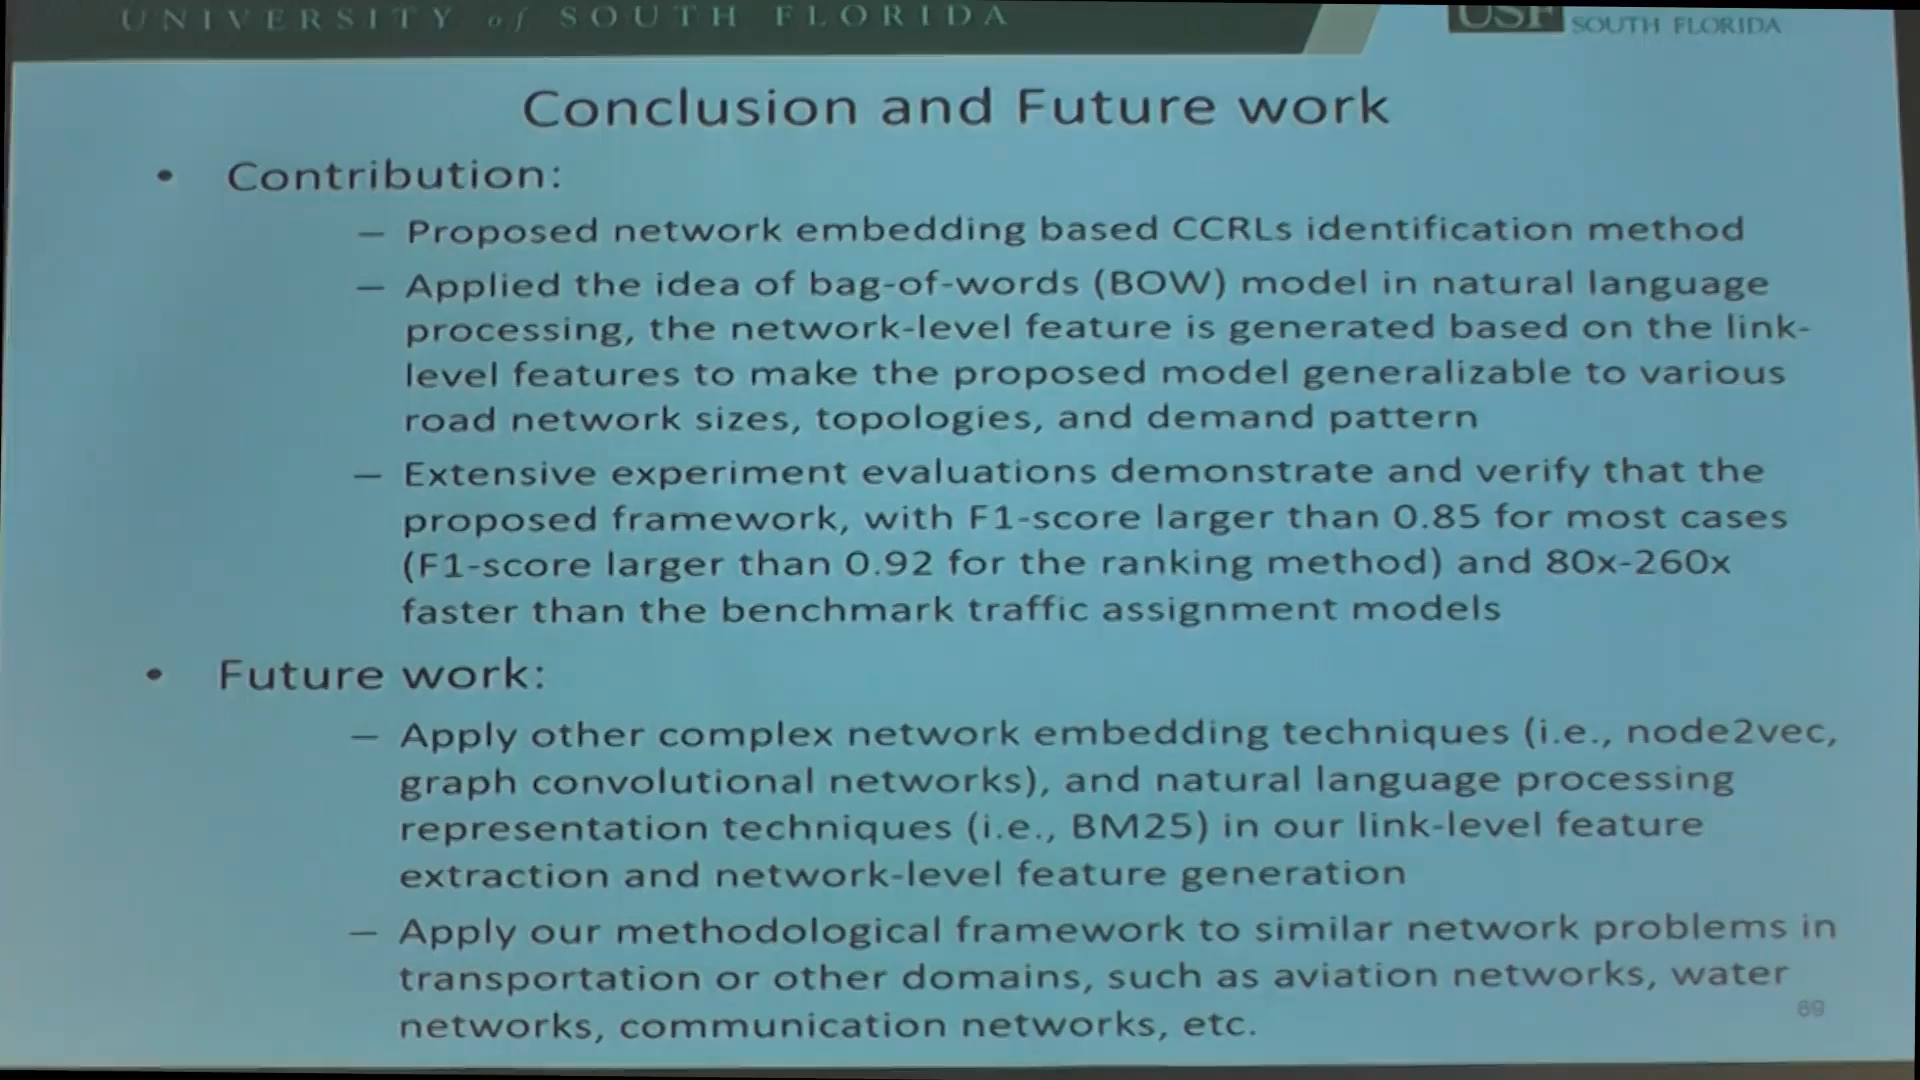 UNIVERSITY of SOUTH FLORIDA
USF SOUTH FLORIDA
Conclusion and Future work
• Contribution:
– Proposed network embedding based CCRLs identification method
– Applied the idea of bag-of-words (BOW) model in natural language
processing, the network-level feature is generated based on the link-
level features to make the proposed model generalizable to various
road network sizes, topologies, and demand pattern
– Extensive experiment evaluations demonstrate and verify that the
proposed framework, with F1-score larger than 0.85 for most cases
(F1-score larger than 0.92 for the ranking method) and 80x-260x
faster than the benchmark traffic assignment models
• Future work:
– Apply other complex network embedding techniques (i.e., node2vec,
graph convolutional networks), and natural language processing
representation techniques (i.e., BM25) in our link-level feature
extraction and network-level feature generation
– Apply our methodological framework to similar network problems in
transportation or other domains, such as aviation networks, water
networks, communication networks, etc.
69